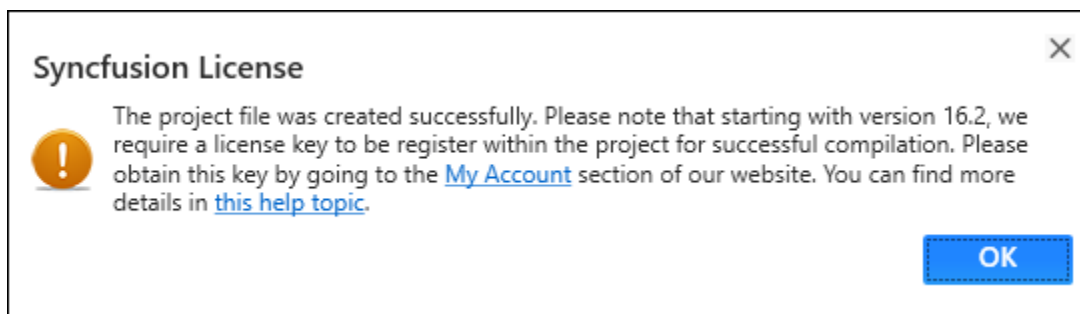 Syncfusion License
The project file was created successfully. Please note that starting with version 16.2, we
require a license key to be register within the project for successful compilation. Please
obtain this key by going to the My Account section of our website. You can find more
details in this help topic.
OK